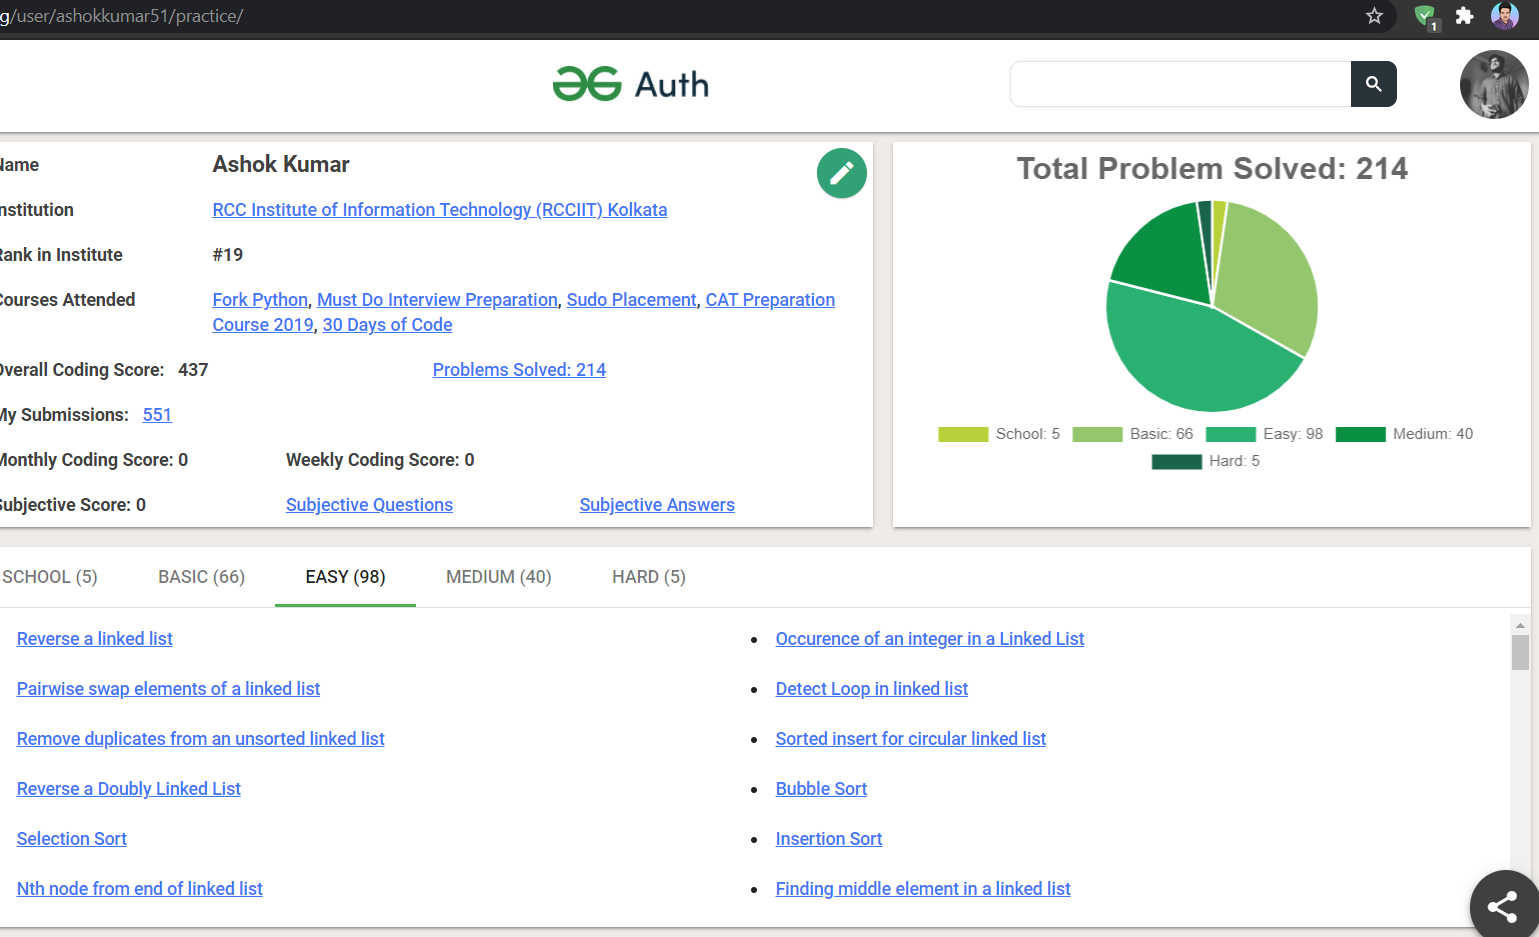 g/user/ashokkumar51/practice/
1
Auth
Name Ashok Kumar
Institution RCC Institute of Information Technology (RCCIIT) Kolkata
Rank in Institute #19
Courses Attended Fork Python, Must Do Interview Preparation, Sudo Placement, CAT Preparation
Course 2019, 30 Days of Code
Overall Coding Score: 437 Problems Solved: 214
My Submissions: 551
Monthly Coding Score: 0 Weekly Coding Score: 0
Subjective Score: 0 Subjective Questions Subjective Answers
Total Problem Solved: 214
School: 5 Basic: 66 Easy: 98 Medium: 40
Hard: 5
SCHOOL (5) BASIC (66) EASY (98) MEDIUM (40) HARD (5)
Reverse a linked list • Occurence of an integer in a Linked List
Pairwise swap elements of a linked list • Detect Loop in linked list
Remove duplicates from an unsorted linked list • Sorted insert for circular linked list
Reverse a Doubly Linked List • Bubble Sort
Selection Sort • Insertion Sort
Nth node from end of linked list • Finding middle element in a linked list